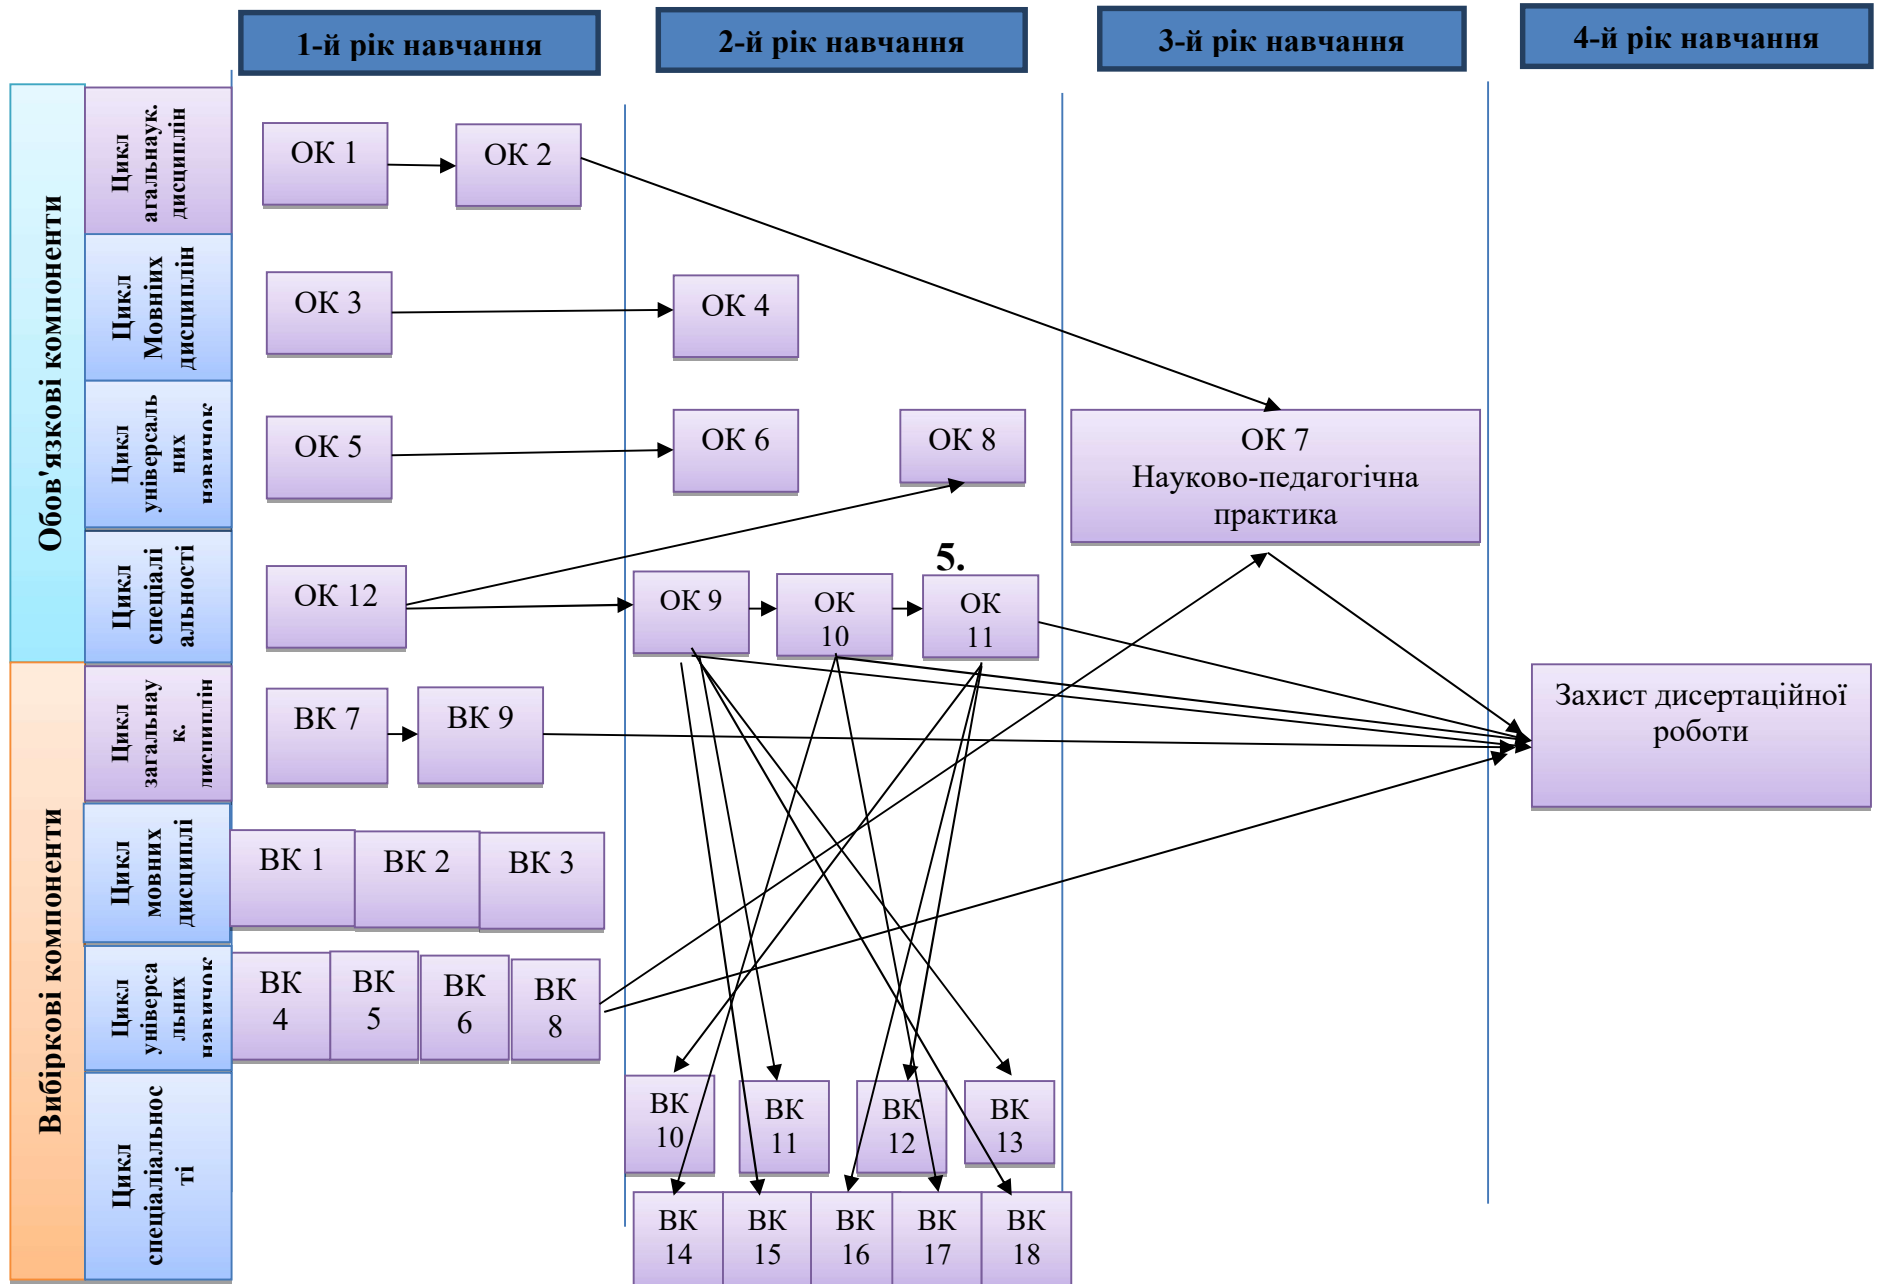 1-й рік навчання
2-й рік навчання
3-й рік навчання
4-й рік навчання
Обов'язкові компоненти
Цикл
агальнаук.
дисциплін
ОК 1
ОК 2
Цикл
Мовніх
дисциплін
ОК 3
ОК 4
Цикл
універсаль
них
навичок
ОК 5
ОК 6
ОК 8
ОК 7
Науково-педагогічна
практика
Цикл
спеціалі
альності
ОК 12
5.
ОК 9
ОК
10
ОК
11
Вибіркові компоненти
Цикл
загальнау
к.
дисциплін
ВК 7
ВК 9
Захист дисертаційної
роботи
Цикл
мовних
дисциплі
ВК 1
ВК 2
ВК 3
Цикл
універса
льних
навичок
ВК
4
ВК
5
ВК
6
ВК
8
Цикл
спеціаліальнос
ті
ВК
10
ВК
11
ВК
12
ВК
13
ВК
14
ВК
15
ВК
16
ВК
17
ВК
18